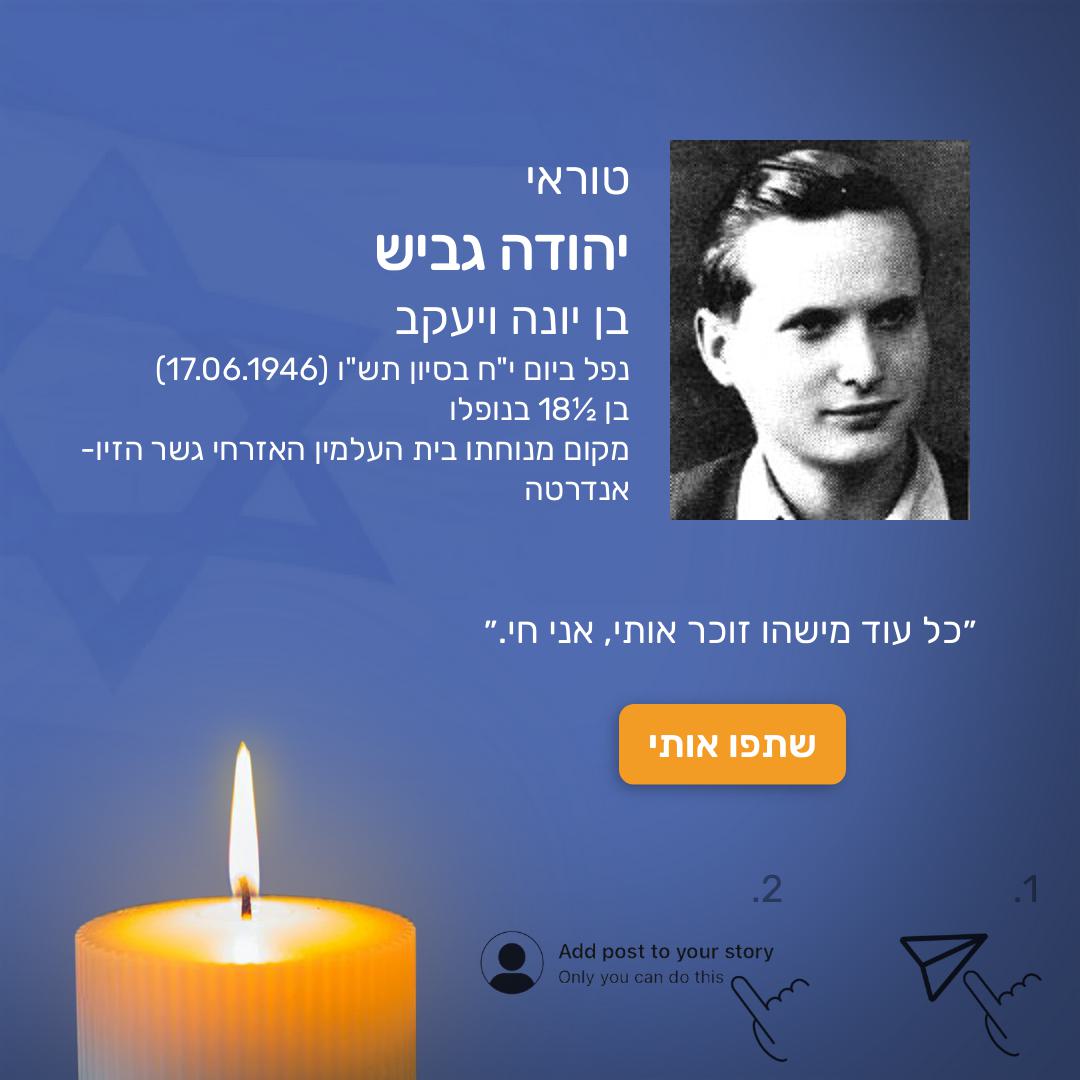 טוראי
יהודה גביש
בן יונה ויעקב
נפל ביום י"ח בסיון תש"ו (17.06.1946)
בן 18½ בנופלו
מקום מנוחתו בית העלמין האזרחי גשר הזיו-
אנדרטה
״כל עוד מישהו זוכר אותי, אני חי.״
שתפו אותי
.1
.2
Add post to your story
Only you can do this